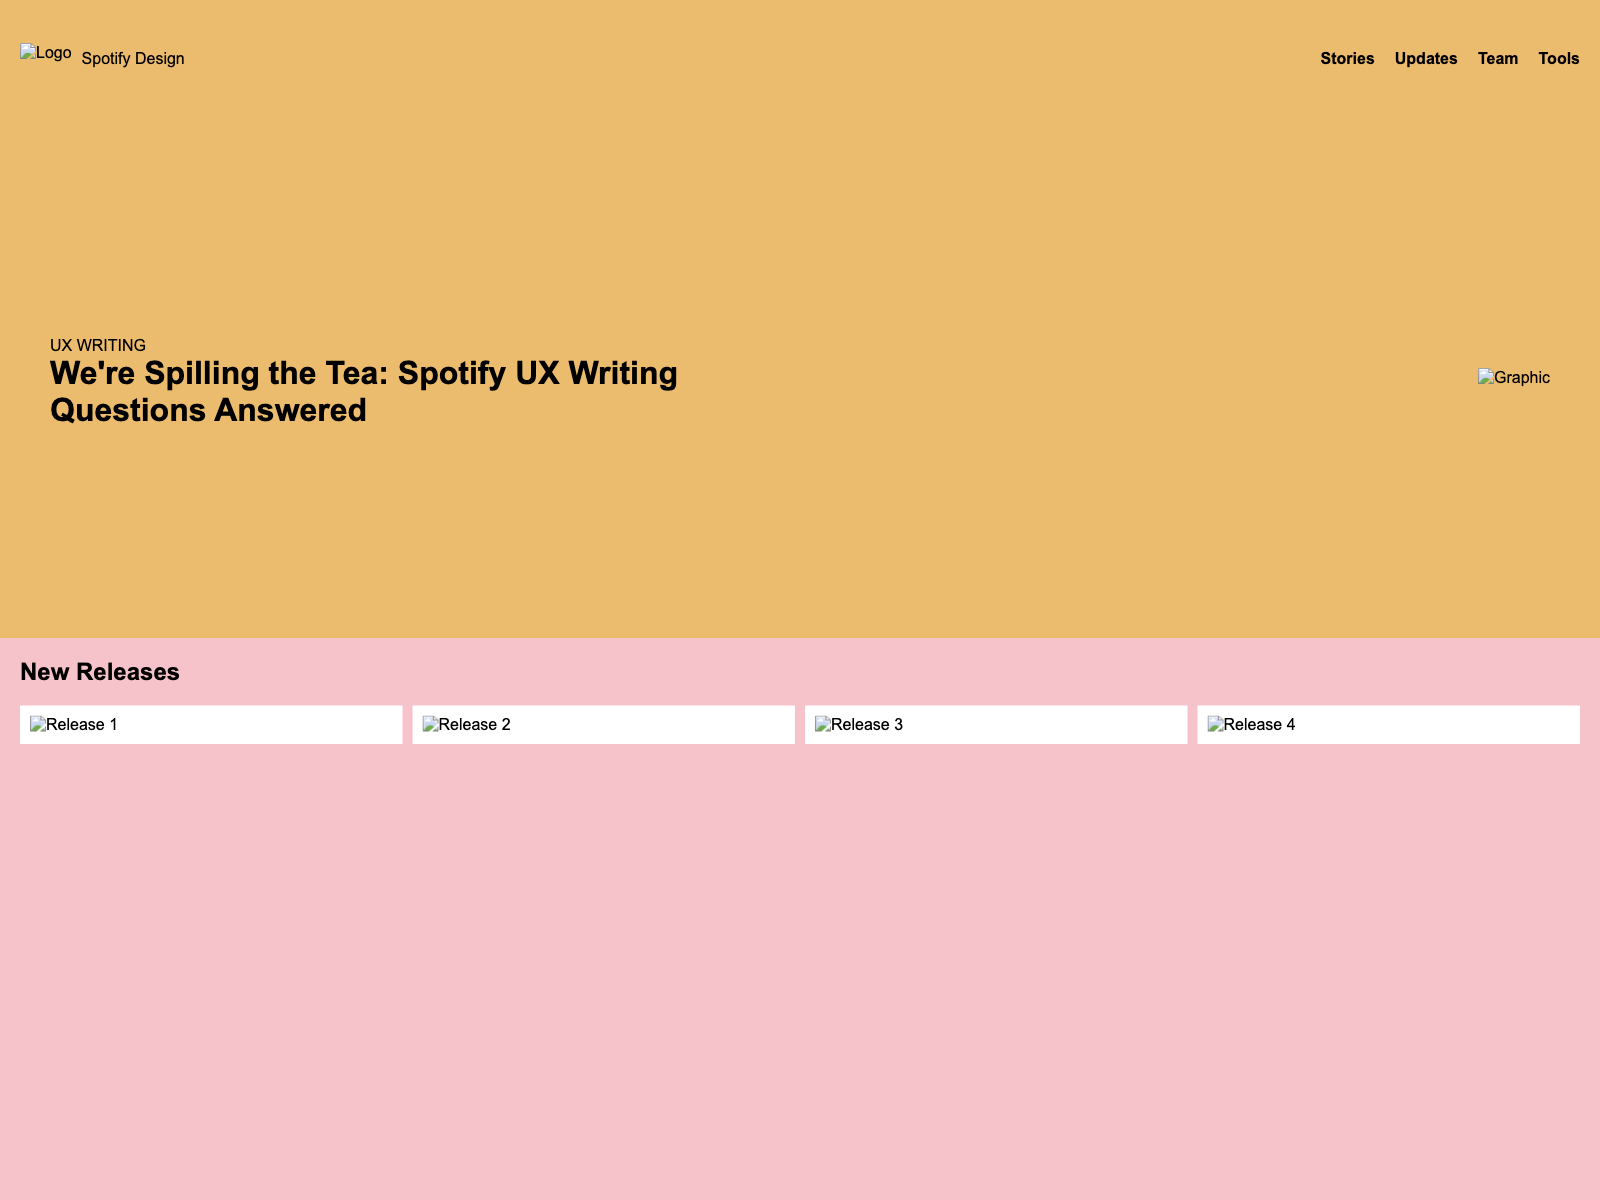 Logo Spotify Design Stories Updates Team Tools
UX WRITING
We're Spilling the Tea: Spotify UX Writing
Questions Answered
Graphic
New Releases
Release 1 Release 2 Release 3 Release 4